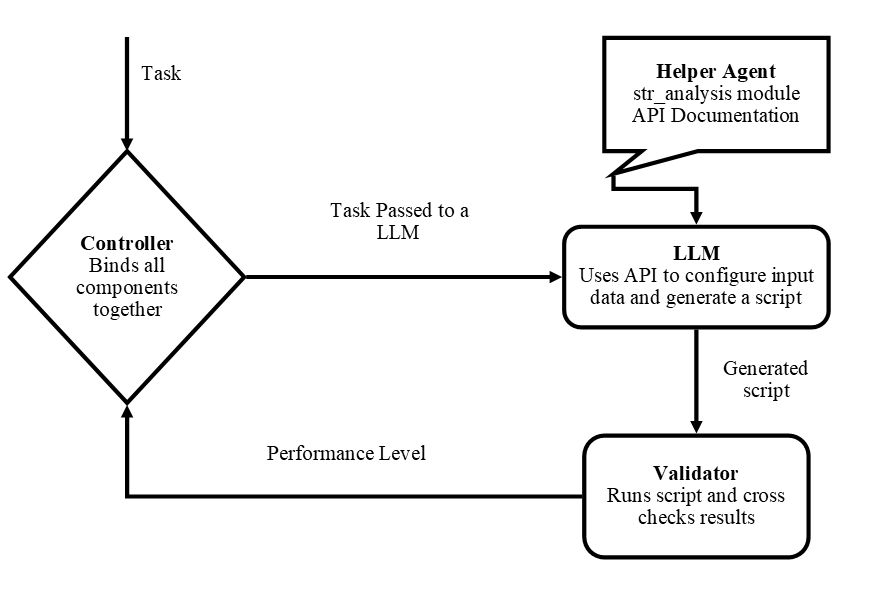 Task
Helper Agent
str_analysis module
API Documentation
Task Passed to a
LLM
Controller
Binds all
components
together
LLM
Uses API to configure input
data and generate a script
Generated
script
Performance Level
Validator
Runs script and cross
checks results